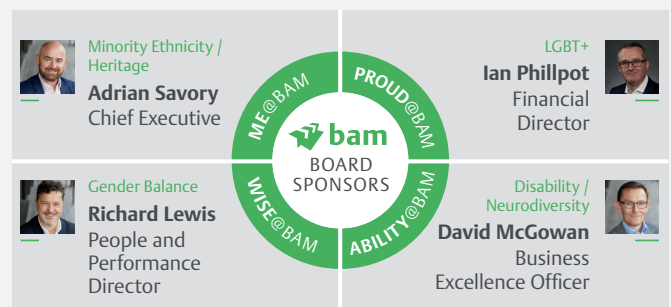 Minority Ethnicity /
Heritage
Adrian Savory
Chief Executive
LGBT+
Ian Phillpot
Financial
Director
ME@BAM
PROUD@BAM
bam
BOARD
SPONSORS
WISE@BAM
ABILITY@BAM
Gender Balance
Richard Lewis
People and
Performance
Director
Disability /
Neurodiversity
David McGowan
Business
Excellence Officer